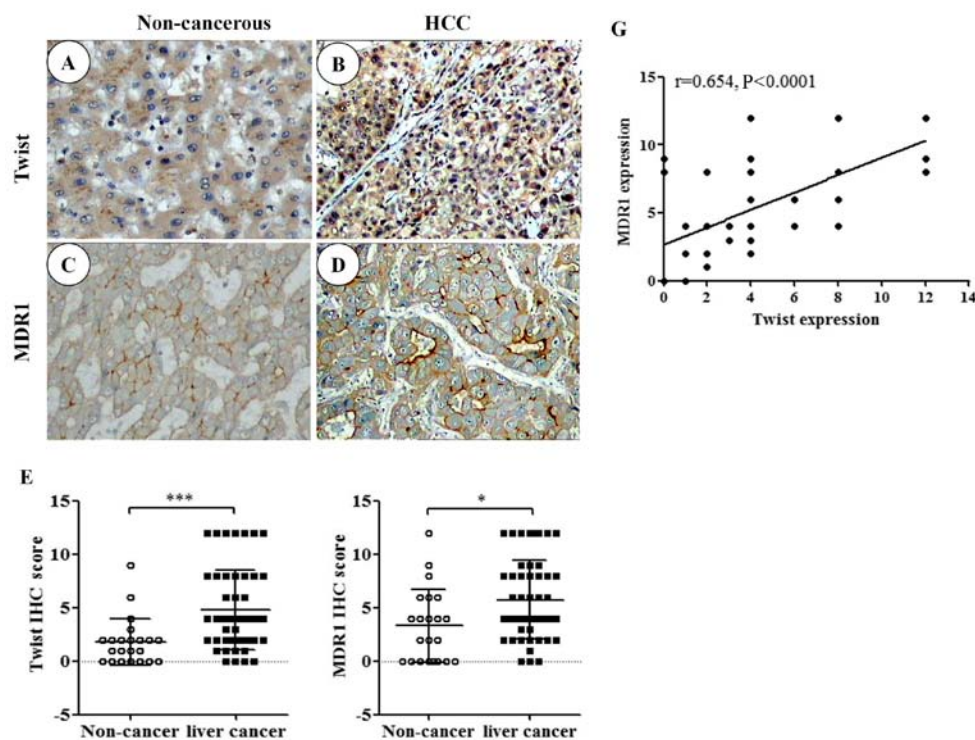 Non-cancerous
HCC
Twist
A
B
MDR1
C
D
G
r=0.654, P<0.0001
MDR1 expression
15
10
5
0
0
2
4
6
8
10
12
14
Twist expression
E
***
Twist IHC score
15
10
5
0
-5
Non-cancer
liver cancer
*
MDR1 IHC score
15
10
5
0
-5
Non-cancer
liver cancer